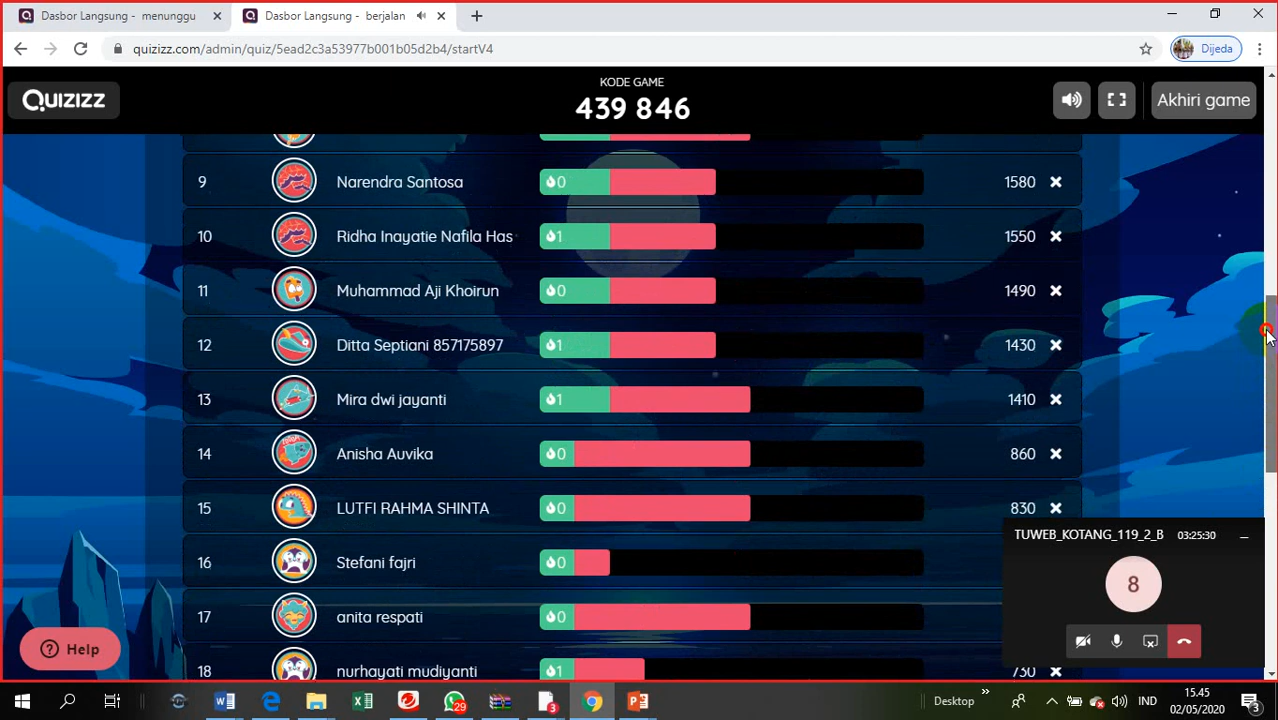 Dasbor Langsung - menunggu
Dasbor Langsung - berjalan
quizizz.com/admin/quiz/5ead2c3a53977b001b05d2b4/startV4
Dijeda
QUIZIZZ
KODE GAME
439 846
Akhiri game
9 Narendra Santosa 0 1580
10 Ridha Inayatie Nafila Has 1 1550
11 Muhammad Aji Khoirun 0 1490
12 Ditta Septiani 857175897 1 1430
13 Mira dwi jayanti 1 1410
14 Anisha Auvika 0 860
15 LUTFI RAHMA SHINTA 0 830
16 Stefani fajri 0
17 anita respati 0
18 nurhayati mudiyanti 1 730
TUWEB_KOTANG_119_2_B 03:25:30
8
Help
29
3
Desktop
IND
15.45
02/05/2020
3